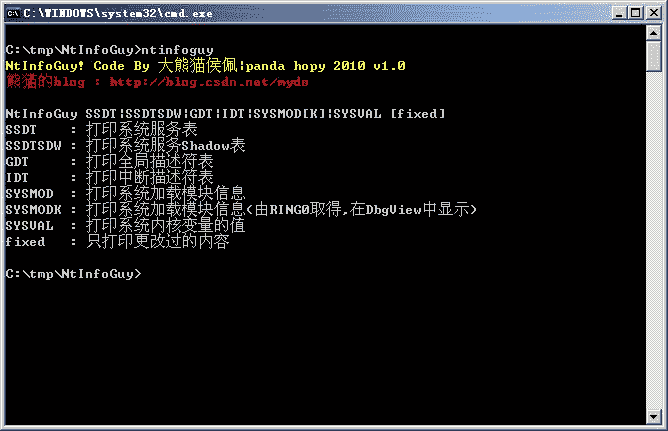 C:\WINDOWS\system32\cmd.exe
C:\tmp\NtInfoGuy>ntinfoguy
NtInfoGuy! Code By 大熊猫侯佩|panda hopy 2010 v1.0
熊猫的blog : http://blog.csdn.net/mydo
NtInfoGuy SSDT|SSDTSDW|GDT|IDT|SYSMOD[K]|SYSVAL [fixed]
SSDT : 打印系统服务表
SSDTSDW : 打印系统服务Shadow表
GDT : 打印全局描述符表
IDT : 打印中断描述符表
SYSMOD : 打印系统加载模块信息
SYSMODK : 打印系统加载模块信息(由RING0取得,在DbgView中显示)
SYSVAL : 打印系统内核变量的值
fixed : 只打印更改过的内容
C:\tmp\NtInfoGuy>